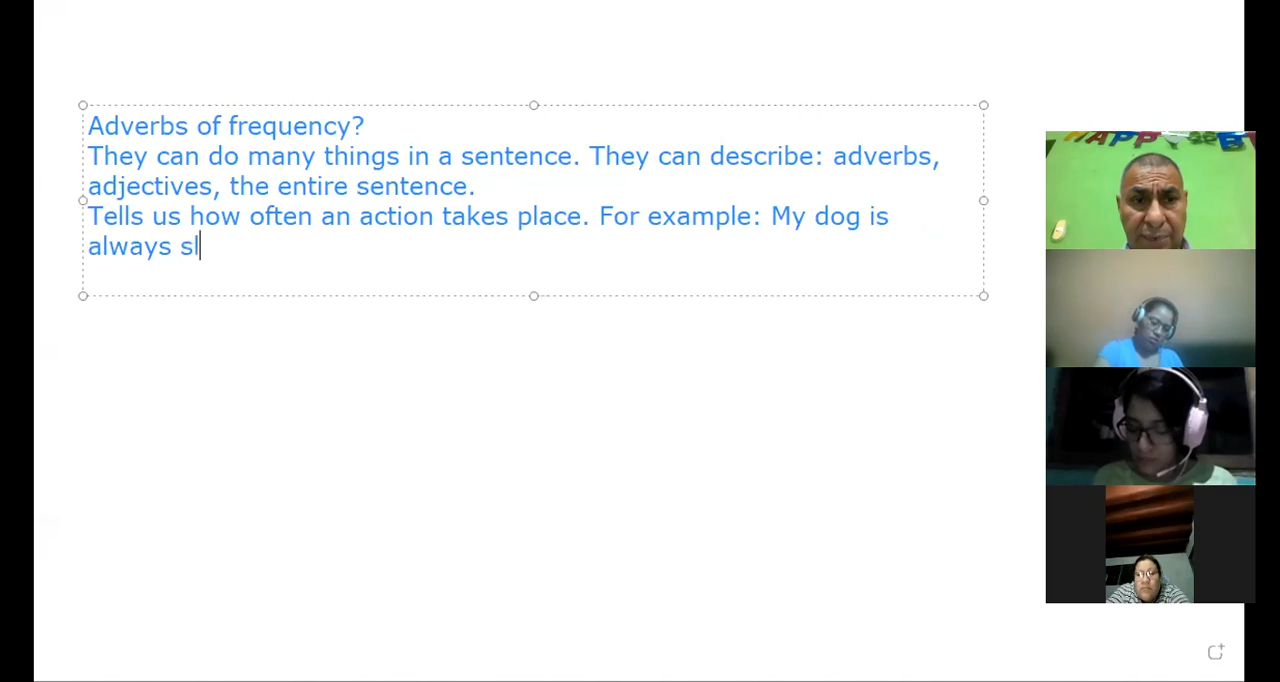 Adverbs of frequency?
They can do many things in a sentence. They can describe: adverbs,
adjectives, the entire sentence.
Tells us how often an action takes place. For example: My dog is
always sl
HAPPY B